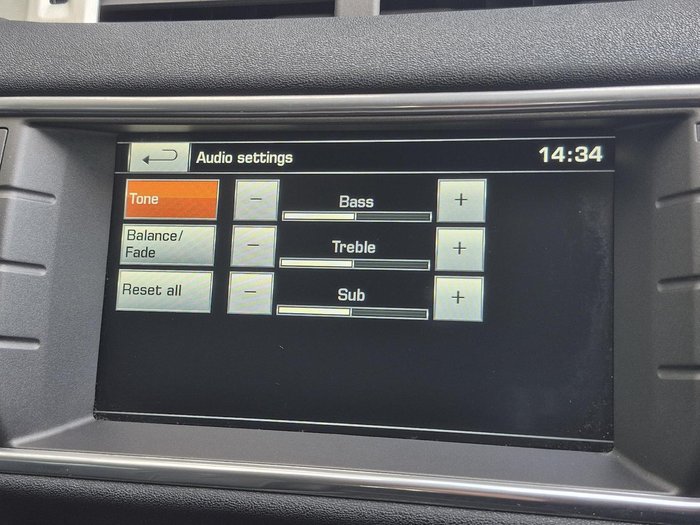 Audio settings
14:34
Tone
- Bass +
Balance/
Fade
- Treble +
Reset all
- Sub +